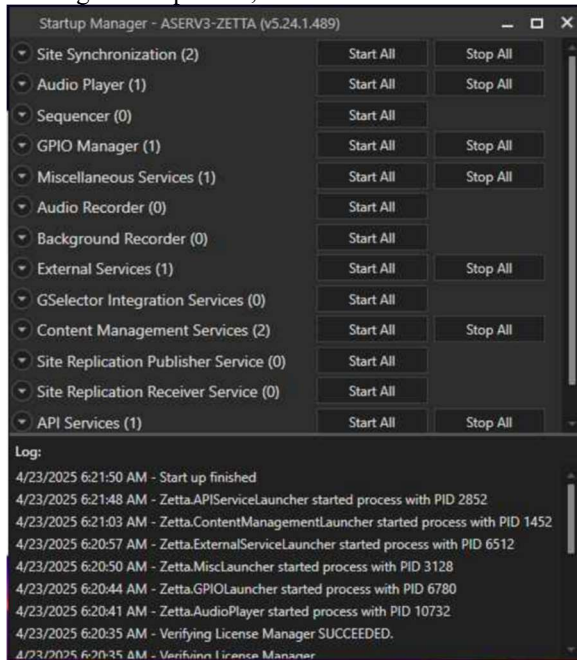 Startup Manager - ASERV3-ZETTA (v5.24.1.489)
Site Synchronization (2) Start All Stop All
Audio Player (1) Start All Stop All
Sequencer (0) Start All
GPIO Manager (1) Start All Stop All
Miscellaneous Services (1) Start All Stop All
Audio Recorder (0) Start All
Background Recorder (0) Start All
External Services (1) Start All Stop All
GSelector Integration Services (0) Start All
Content Management Services (2) Start All Stop All
Site Replication Publisher Service (0) Start All
Site Replication Receiver Service (0) Start All
API Services (1) Start All Stop All
Log:
4/23/2025 6:21:50 AM - Start up finished
4/23/2025 6:21:48 AM - Zetta.APIServiceLauncher started process with PID 2852
4/23/2025 6:21:03 AM - Zetta.ContentManagementLauncher started process with PID 1452
4/23/2025 6:20:57 AM - Zetta.ExternalServiceLauncher started process with PID 6512
4/23/2025 6:20:50 AM - Zetta.MiscLauncher started process with PID 3128
4/23/2025 6:20:44 AM - Zetta.GPIOLauncher started process with PID 6780
4/23/2025 6:20:41 AM - Zetta.AudioPlayer started process with PID 10732
4/23/2025 6:20:35 AM - Verifying License Manager SUCCEEDED.
4/23/2025 6:20:35 AM - Verifying License Manager